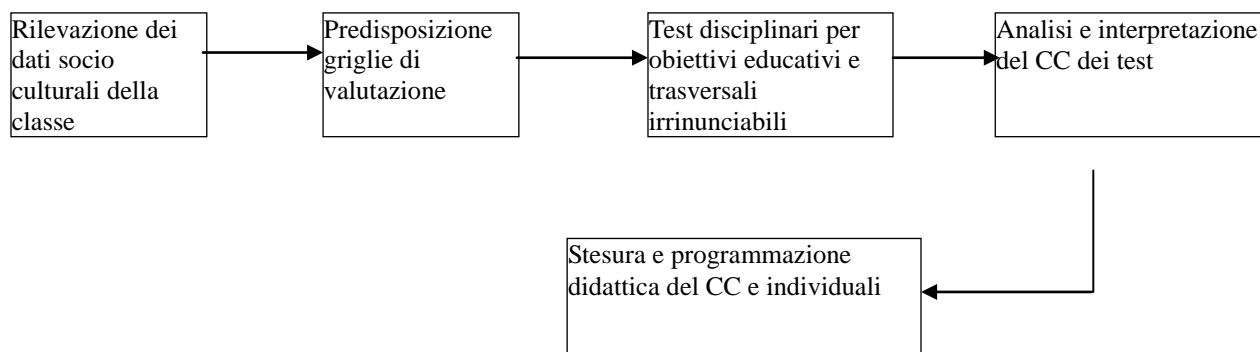 Rilevazione dei
dati socio
culturali della
classe
Predisposizione
griglie di
valutazione
Test disciplinari per
obiettivi educativi e
trasversali
irrinunciabili
Analisi e interpretazione
del CC dei test
Stesura e programmazione
didattica del CC e individuali